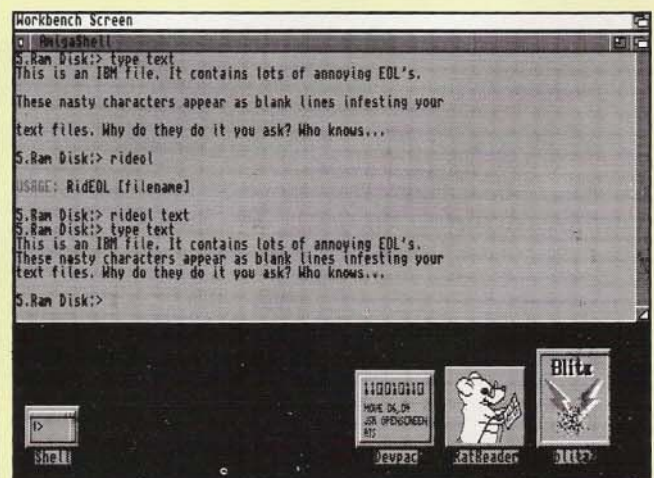 Workbench Screen
AmigaShell
5.Ram Disk:> type text
This is an IBM file. It contains lots of annoying EOL's.
These nasty characters appear as blank lines infesting your
text files. Why do they do it you ask? Who knows...
5.Ram Disk:> rideol
USAGE: RidEOL [filename]
5.Ram Disk:> rideol text
5.Ram Disk:> type text
This is an IBM file. It contains lots of annoying EOL's.
These nasty characters appear as blank lines infesting your
text files. Why do they do it you ask? Who knows...
5.Ram Disk:>
110010110
MOVE D6,D4
JSR OPENSCREEN
RTS
Blitz
1>
Shell
Devpac
RatReader
blitz2